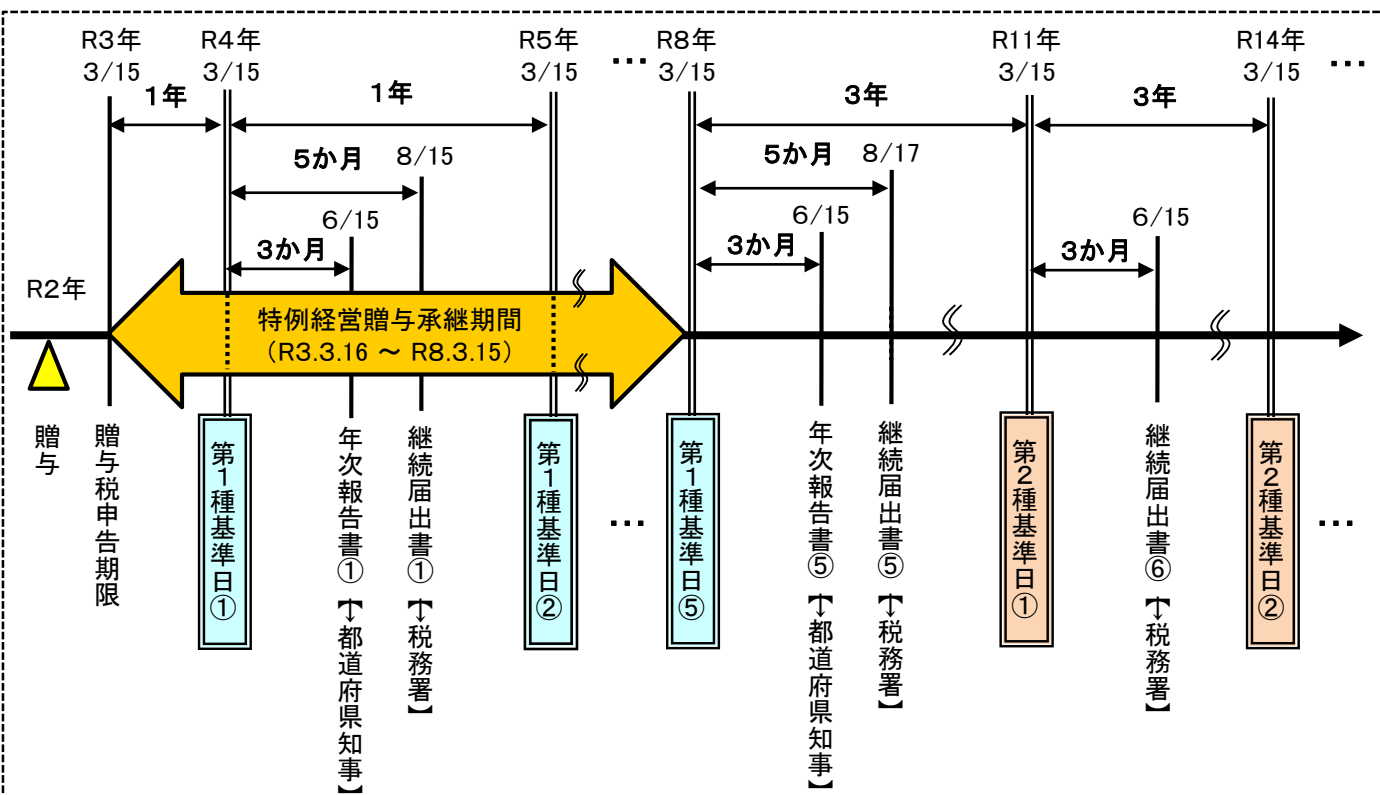 R3年
3/15
R4年
3/15
R5年
3/15
…
R8年
3/15
R11年
3/15
R14年
3/15
…
1年
1年
3年
3年
5か月
8/15
5か月
8/17
6/15
3か月
6/15
3か月
6/15
3か月
R2年
特例経営贈与承継期間
(R3.3.16 ～ R8.3.15)
贈与
贈与税申告期限
第1種基準日①
年次報告書①【→都道府県知事】
継続届出書①【→税務署】
第1種基準日②
…
第1種基準日⑤
年次報告書⑤【→都道府県知事】
継続届出書⑤【→税務署】
第2種基準日①
継続届出書⑥【→税務署】
第2種基準日②
…